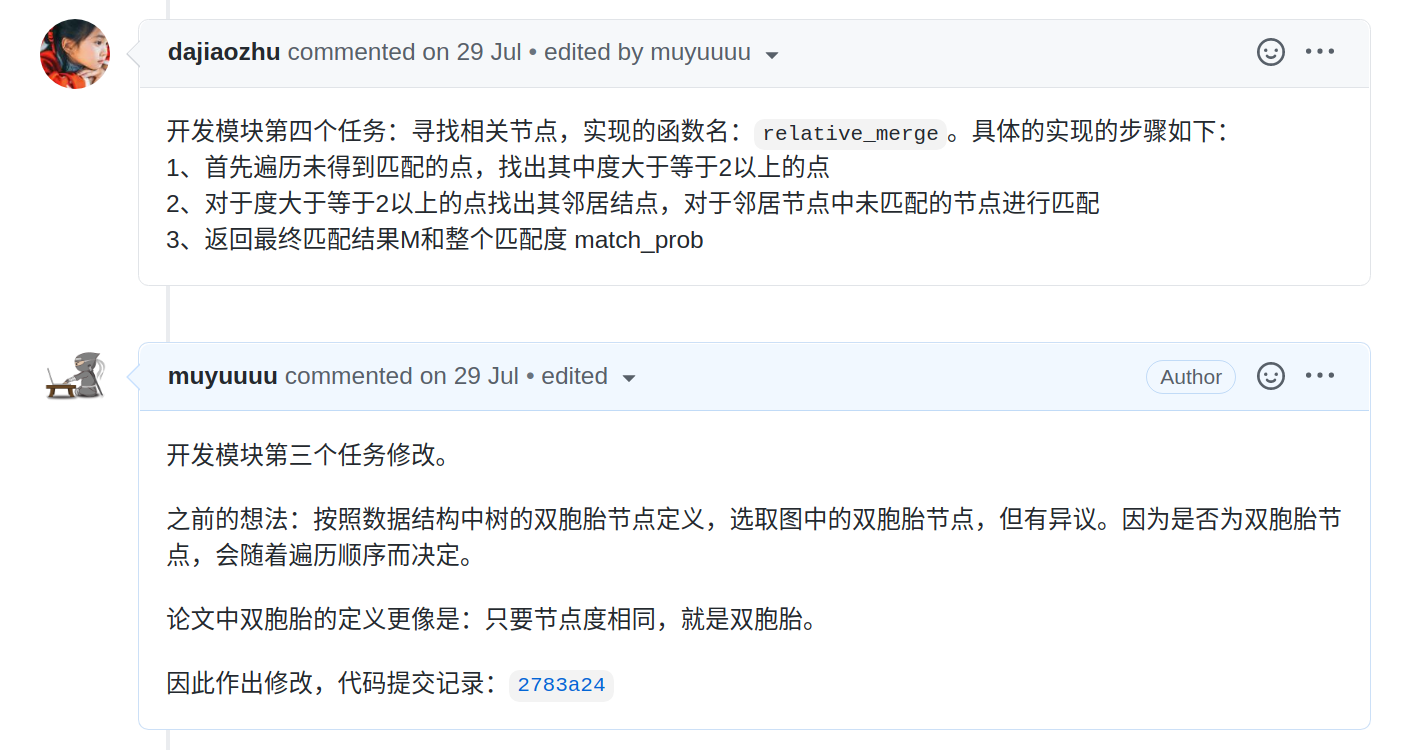 dajiaozhu commented on 29 Jul • edited by muyuuuu
开发模块第四个任务：寻找相关节点，实现的函数名：relative_merge。具体的实现的步骤如下：
1、首先遍历未得到匹配的点，找出其中度大于等于2以上的点
2、对于度大于等于2以上的点找出其邻居结点，对于邻居节点中未匹配的节点进行匹配
3、返回最终匹配结果M和整个匹配度 match_prob
muyuuuu commented on 29 Jul • edited Author
开发模块第三个任务修改。
之前的想法：按照数据结构中树的双胞胎节点定义，选取图中的双胞胎节点，但有异议。因为是否为双胞胎节
点，会随着遍历顺序而决定。
论文中双胞胎的定义更像是：只要节点度相同，就是双胞胎。
因此作出修改，代码提交记录：2783a24